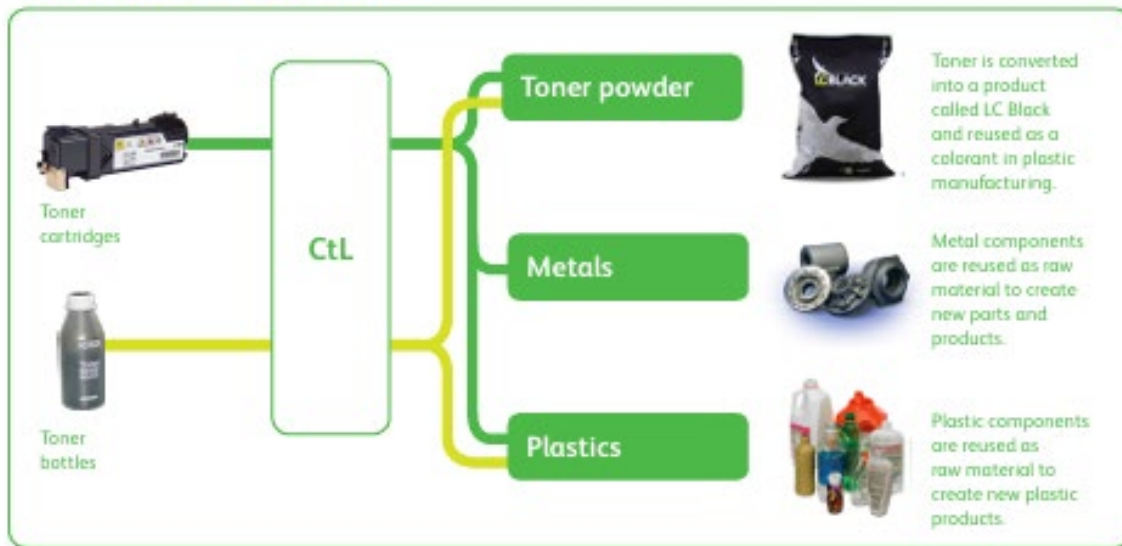 Toner
cartridges
Toner
bottles
CtL
Toner powder
LCBLACK
Toner is converted
into a product
called LC Black
and reused as a
colorant in plastic
manufacturing.
Metals
Metal components
are reused as raw
material to create
new parts and
products.
Plastics
Plastic components
are reused as
raw material to
create new plastic
products.